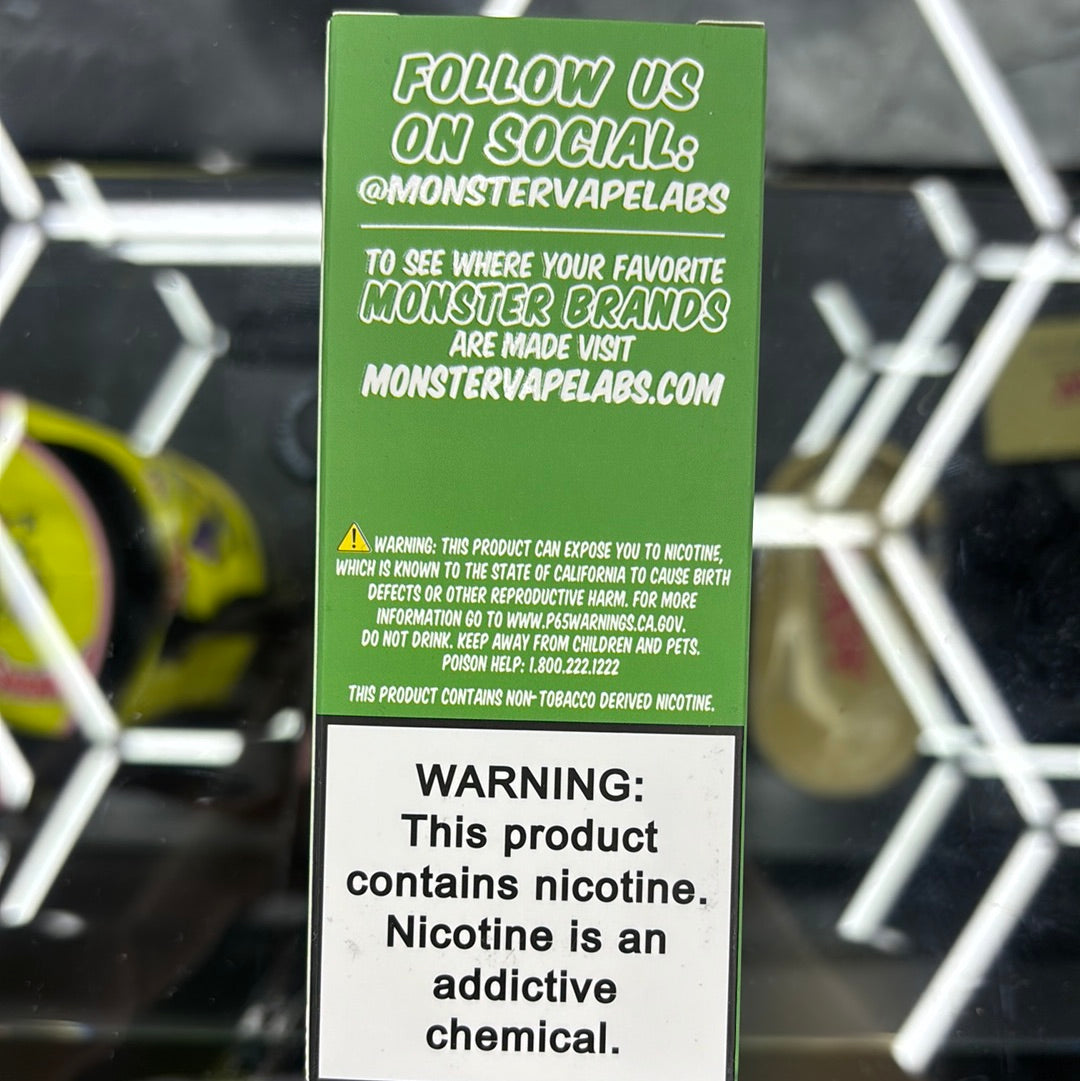 FOLLOW US
ON SOCIAL:
@MONSTERVAPELABS
TO SEE WHERE YOUR FAVORITE
MONSTER BRANDS
ARE MADE VISIT
MONSTERVAPELABS.COM
WARNING: THIS PRODUCT CAN EXPOSE YOU TO NICOTINE,
WHICH IS KNOWN TO THE STATE OF CALIFORNIA TO CAUSE BIRTH
DEFECTS OR OTHER REPRODUCTIVE HARM. FOR MORE
INFORMATION GO TO WWW.P65WARNINGS.CA.GOV.
DO NOT DRINK. KEEP AWAY FROM CHILDREN AND PETS.
POISON HELP: 1.800.222.1222
THIS PRODUCT CONTAINS NON-TOBACCO DERIVED NICOTINE.
WARNING:
This product
contains nicotine.
Nicotine is an
addictive
chemical.